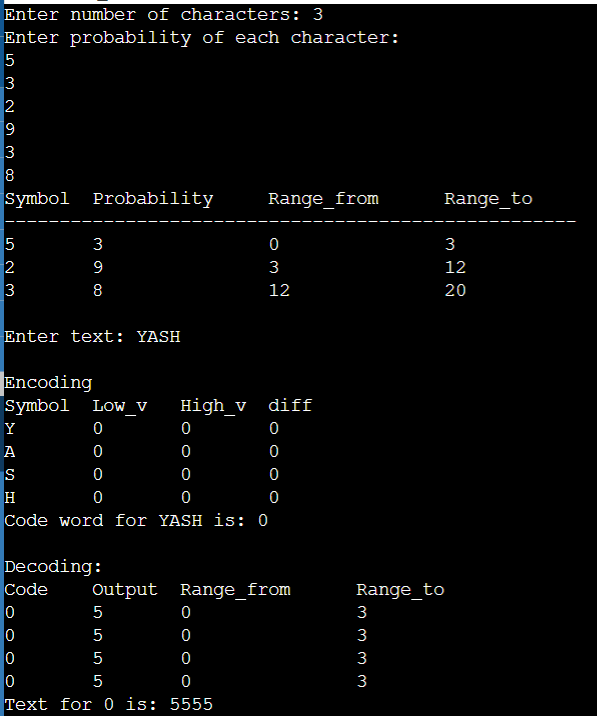 Enter number of characters: 3
Enter probability of each character:
5
3
2
9
3
8
Symbol  Probability     Range_from      Range_to
----------------------------------------------------
5       3               0               3
2       9               3               12
3       8               12              20
Enter text: YASH
Encoding
Symbol  Low_v   High_v  diff
Y       0       0       0
A       0       0       0
S       0       0       0
H       0       0       0
Code word for YASH is: 0
Decoding:
Code    Output  Range_from      Range_to
0       5       0               3
0       5       0               3
0       5       0               3
0       5       0               3
Text for 0 is: 5555